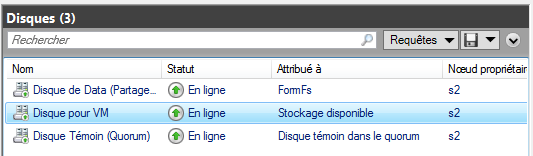 Disques (3)
Rechercher Requêtes
Nom Statut Attribué à Nœud propriétair
Disque de Data (Partage... En ligne FormFs s2
Disque pour VM En ligne Stockage disponible s2
Disque Témoin (Quorum) En ligne Disque témoin dans le quorum s2